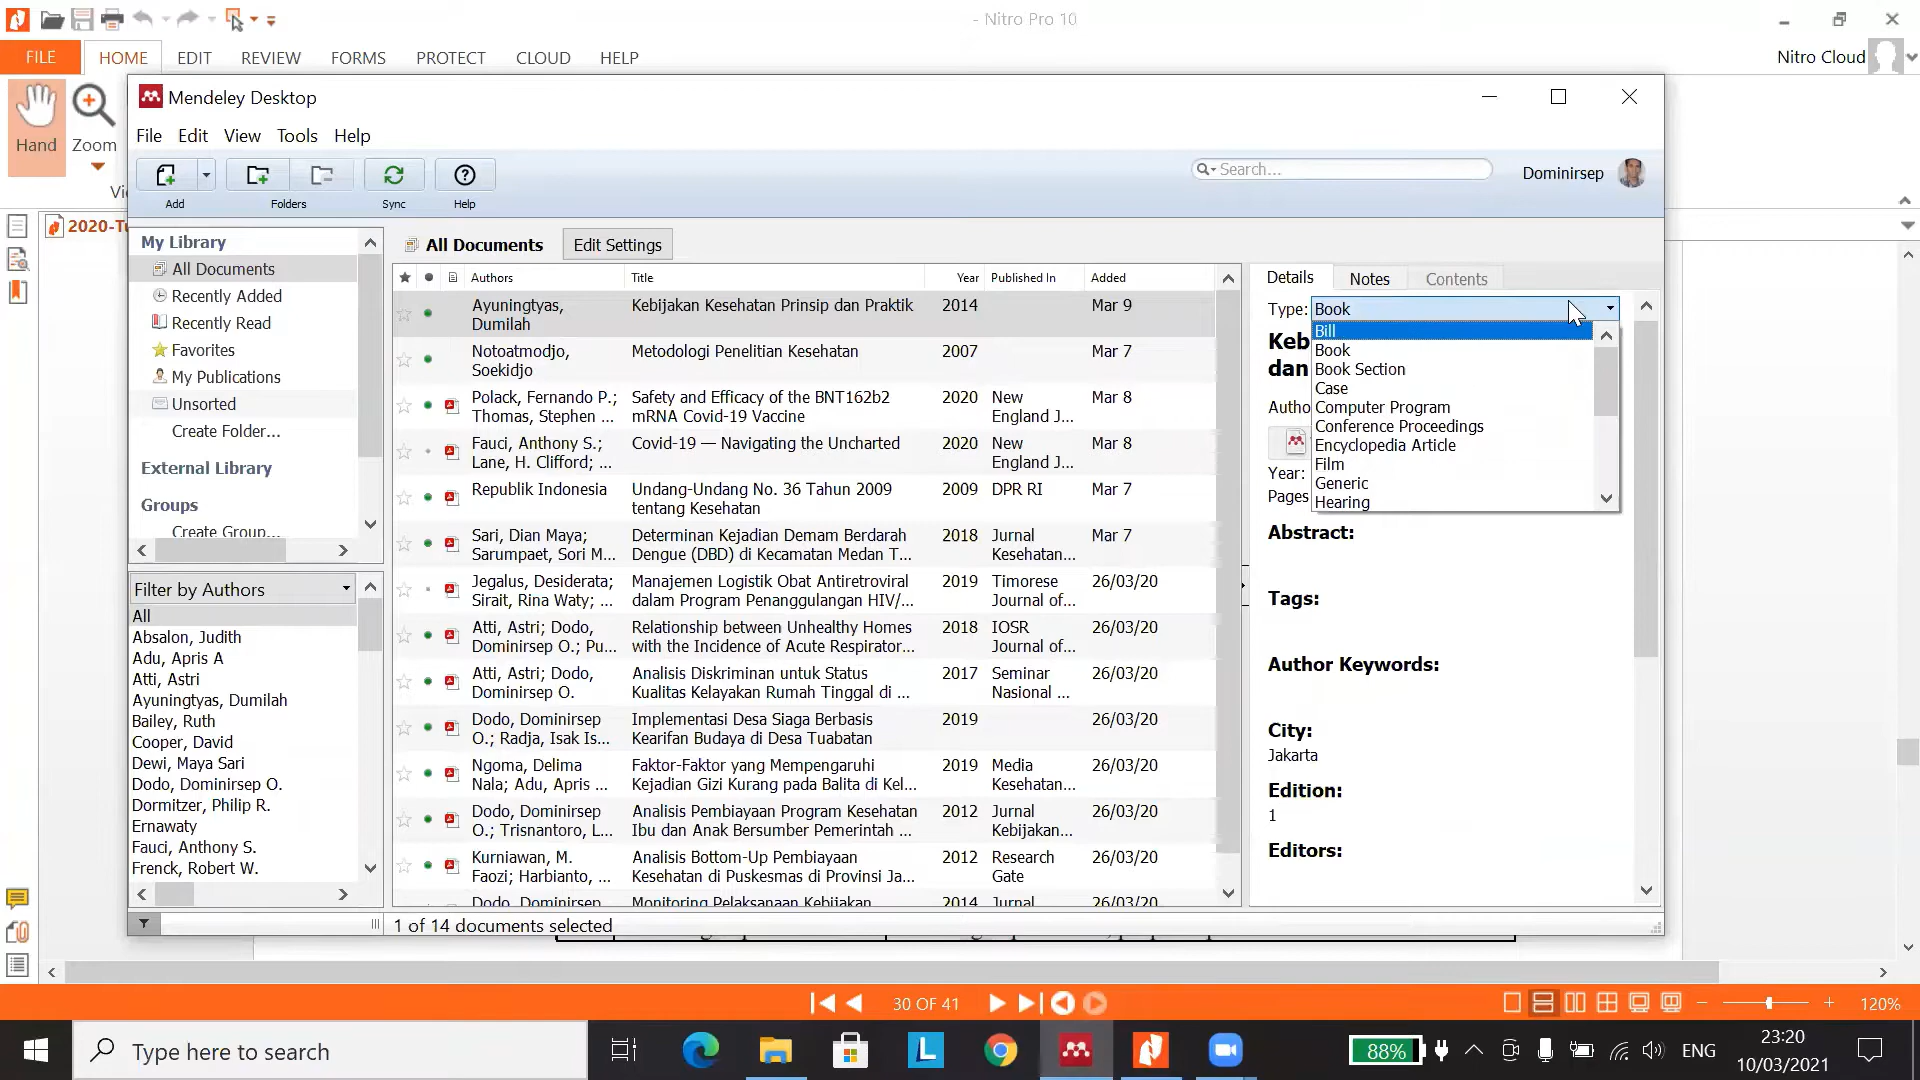 - Nitro Pro 10
FILE HOME EDIT REVIEW FORMS PROTECT CLOUD HELP
Nitro Cloud
Hand Zoom
2020-T
Mendeley Desktop
File Edit View Tools Help
Search...
Dominirsep
Add Folders Sync Help
My Library
All Documents
Recently Added
Recently Read
Favorites
My Publications
Unsorted
Create Folder...
External Library
Groups
Create Group...
Filter by Authors
All
Absalon, Judith
Adu, Apris A
Atti, Astri
Ayuningtyas, Dumilah
Bailey, Ruth
Cooper, David
Dewi, Maya Sari
Dodo, Dominirsep O.
Dormitzer, Philip R.
Ernawaty
Fauci, Anthony S.
Frenck, Robert W.
All Documents Edit Settings
Authors Title Year Published In Added
Ayuningtyas, Kebijakan Kesehatan Prinsip dan Praktik 2014 Mar 9
Dumilah
Notoatmodjo, Metodologi Penelitian Kesehatan 2007 Mar 7
Soekidjo
Polack, Fernando P.; Safety and Efficacy of the BNT162b2 2020 New Mar 8
Thomas, Stephen ... mRNA Covid-19 Vaccine England J...
Fauci, Anthony S.; Covid-19 — Navigating the Uncharted 2020 New Mar 8
Lane, H. Clifford; ... England J...
Republik Indonesia Undang-Undang No. 36 Tahun 2009 2009 DPR RI Mar 7
tentang Kesehatan
Sari, Dian Maya; Determinan Kejadian Demam Berdarah 2018 Jurnal Mar 7
Sarumpaet, Sori M... Dengue (DBD) di Kecamatan Medan T... Kesehatan...
Jegalus, Desiderata; Manajemen Logistik Obat Antiretroviral 2019 Timorese 26/03/20
Sirait, Rina Waty; ... dalam Program Penanggulangan HIV/... Journal of...
Atti, Astri; Dodo, Relationship between Unhealthy Homes 2018 IOSR 26/03/20
Dominirsep O.; Pu... with the Incidence of Acute Respirator... Journal of...
Atti, Astri; Dodo, Analisis Diskriminan untuk Status 2017 Seminar 26/03/20
Dominirsep O. Kualitas Kelayakan Rumah Tinggal di ... Nasional ...
Dodo, Dominirsep Implementasi Desa Siaga Berbasis 2019 26/03/20
O.; Radja, Isak Is... Kearifan Budaya di Desa Tuabatan
Ngoma, Delima Faktor-Faktor yang Mempengaruhi 2019 Media 26/03/20
Nala; Adu, Apris ... Kejadian Gizi Kurang pada Balita di Kel... Kesehatan...
Dodo, Dominirsep Analisis Pembiayaan Program Kesehatan 2012 Jurnal 26/03/20
O.; Trisnantoro, L... Ibu dan Anak Bersumber Pemerintah ... Kebijakan...
Kurniawan, M. Analisis Bottom-Up Pembiayaan 2012 Research 26/03/20
Faozi; Harbianto, ... Kesehatan di Puskesmas di Provinsi Ja... Gate
Dodo, Dominirsep Monitoring Pelaksanaan Kebijakan 2014 Jurnal 26/03/20
1 of 14 documents selected
Details Notes Contents
Type: Book
Bill
Book
Book Section
Case
Computer Program
Conference Proceedings
Encyclopedia Article
Film
Generic
Hearing
Keb
dan
Autho
Year:
Pages
Abstract:
Tags:
Author Keywords:
City:
Jakarta
Edition:
1
Editors:
30 OF 41
120%
Type here to search
88%
ENG
23:20
10/03/2021